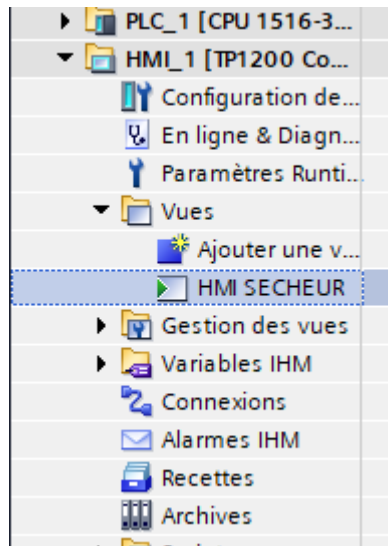 PLC_1 [CPU 1516-3...
HMI_1 [TP1200 Co...
Configuration de...
En ligne & Diagn...
Paramètres Runti...
Vues
Ajouter une v...
HMI SECHEUR
Gestion des vues
Variables IHM
Connexions
Alarmes IHM
Recettes
Archives